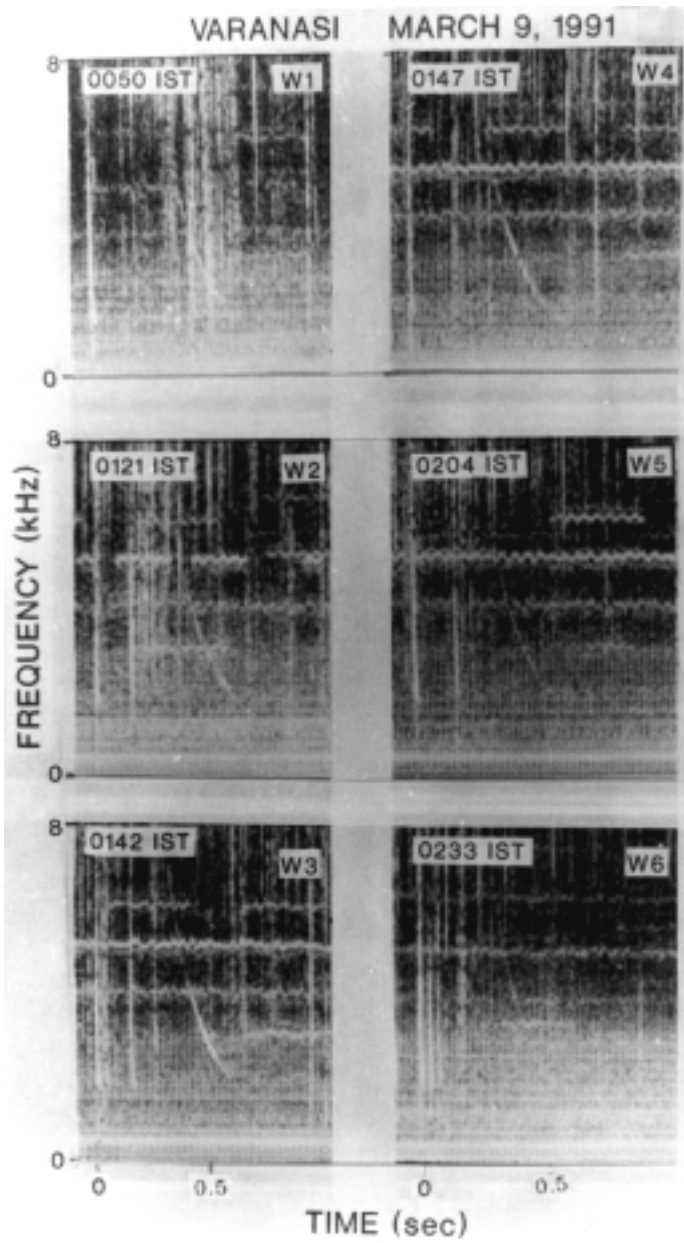 VARANASI MARCH 9, 1991
8
0050 IST W1
0147 IST W4
0
8
0121 IST W2
0204 IST W5
0
8
0142 IST W3
0233 IST W6
0
0 0.5 0 0.5
FREQUENCY (kHz)
TIME (sec)